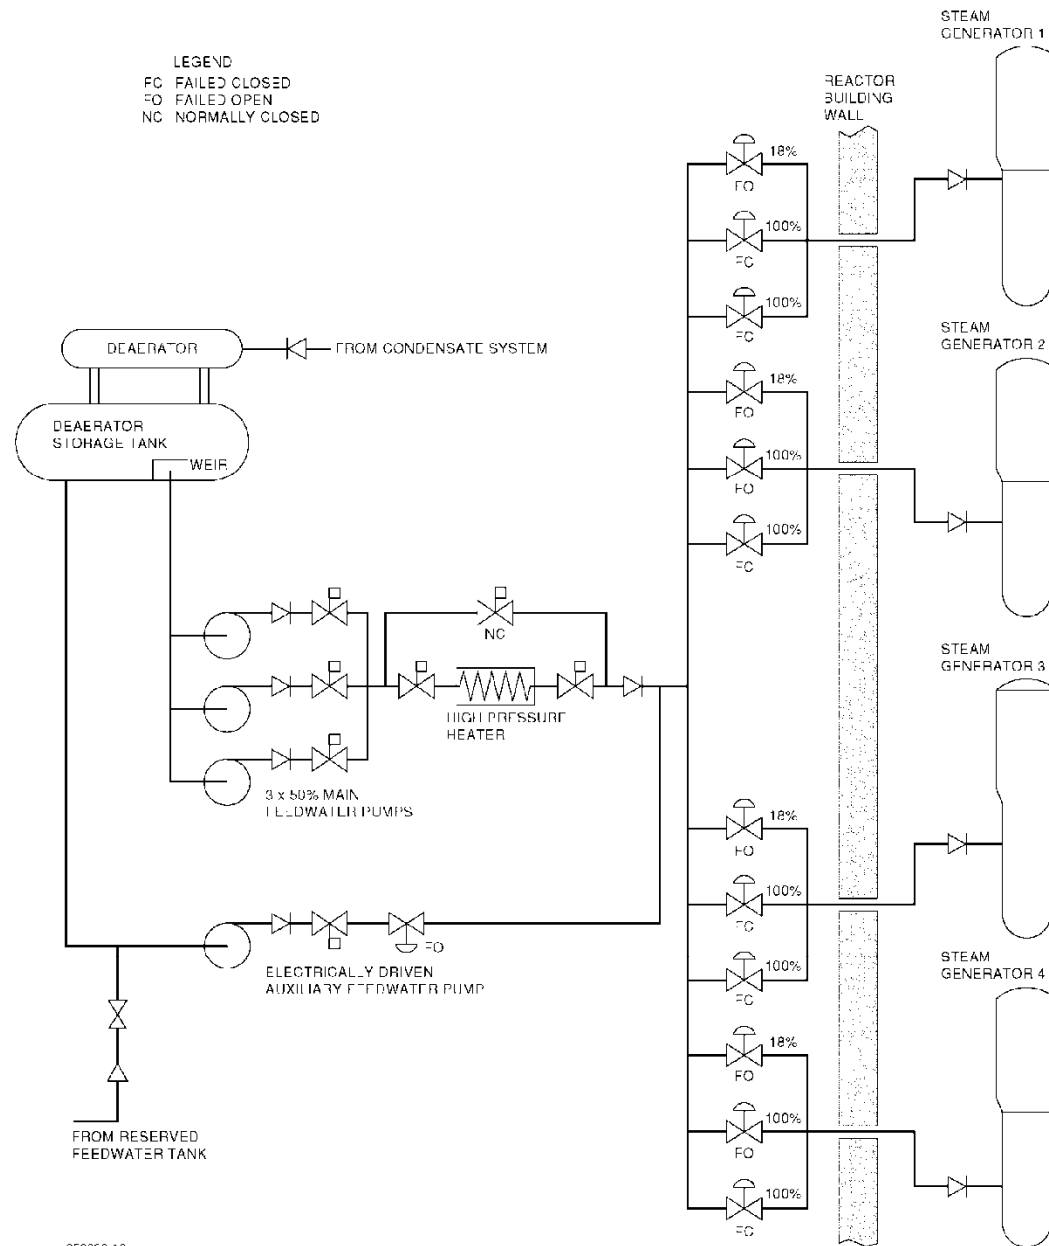 LEGEND
FC FAILED CLOSED
FO FAILED OPEN
NC NORMALLY CLOSED
STEAM
GENERATOR 1
REACTOR
BUILDING
WALL
18%
FO
100%
FC
100%
FC
STEAM
GENERATOR 2
18%
FO
100%
FO
100%
FC
DEAERATOR
FROM CONDENSATE SYSTEM
DEAERATOR
STORAGE TANK
WEIR
NC
HIGH PRESSURE
HEATER
3 x 50% MAIN
FEEDWATER PUMPS
STEAM
GENERATOR 3
18%
FO
100%
FC
100%
FC
FO
ELECTRICALLY DRIVEN
AUXILIARY FEEDWATER PUMP
STEAM
GENERATOR 4
18%
FO
100%
FO
100%
FC
FROM RESERVED
FEEDWATER TANK